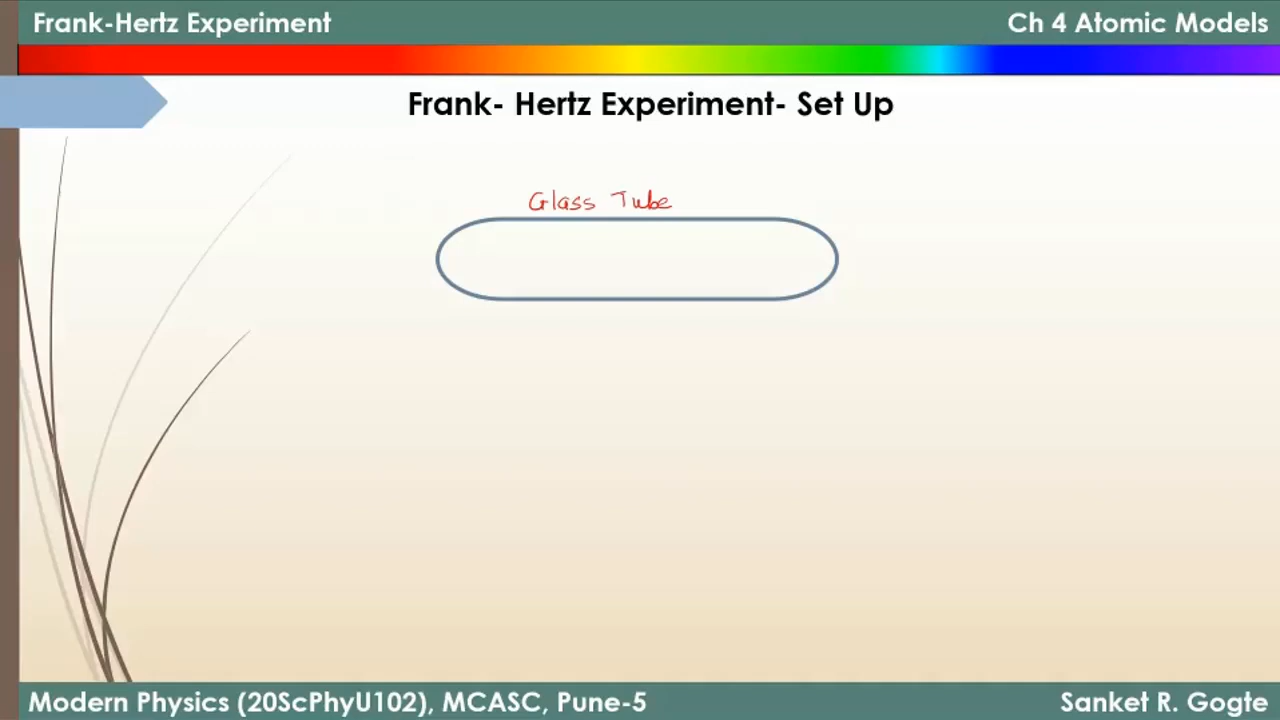 Frank-Hertz Experiment
Ch 4 Atomic Models
Frank- Hertz Experiment- Set Up
Glass Tube
Modern Physics (20ScPhyU102), MCASC, Pune-5
Sanket R. Gogte